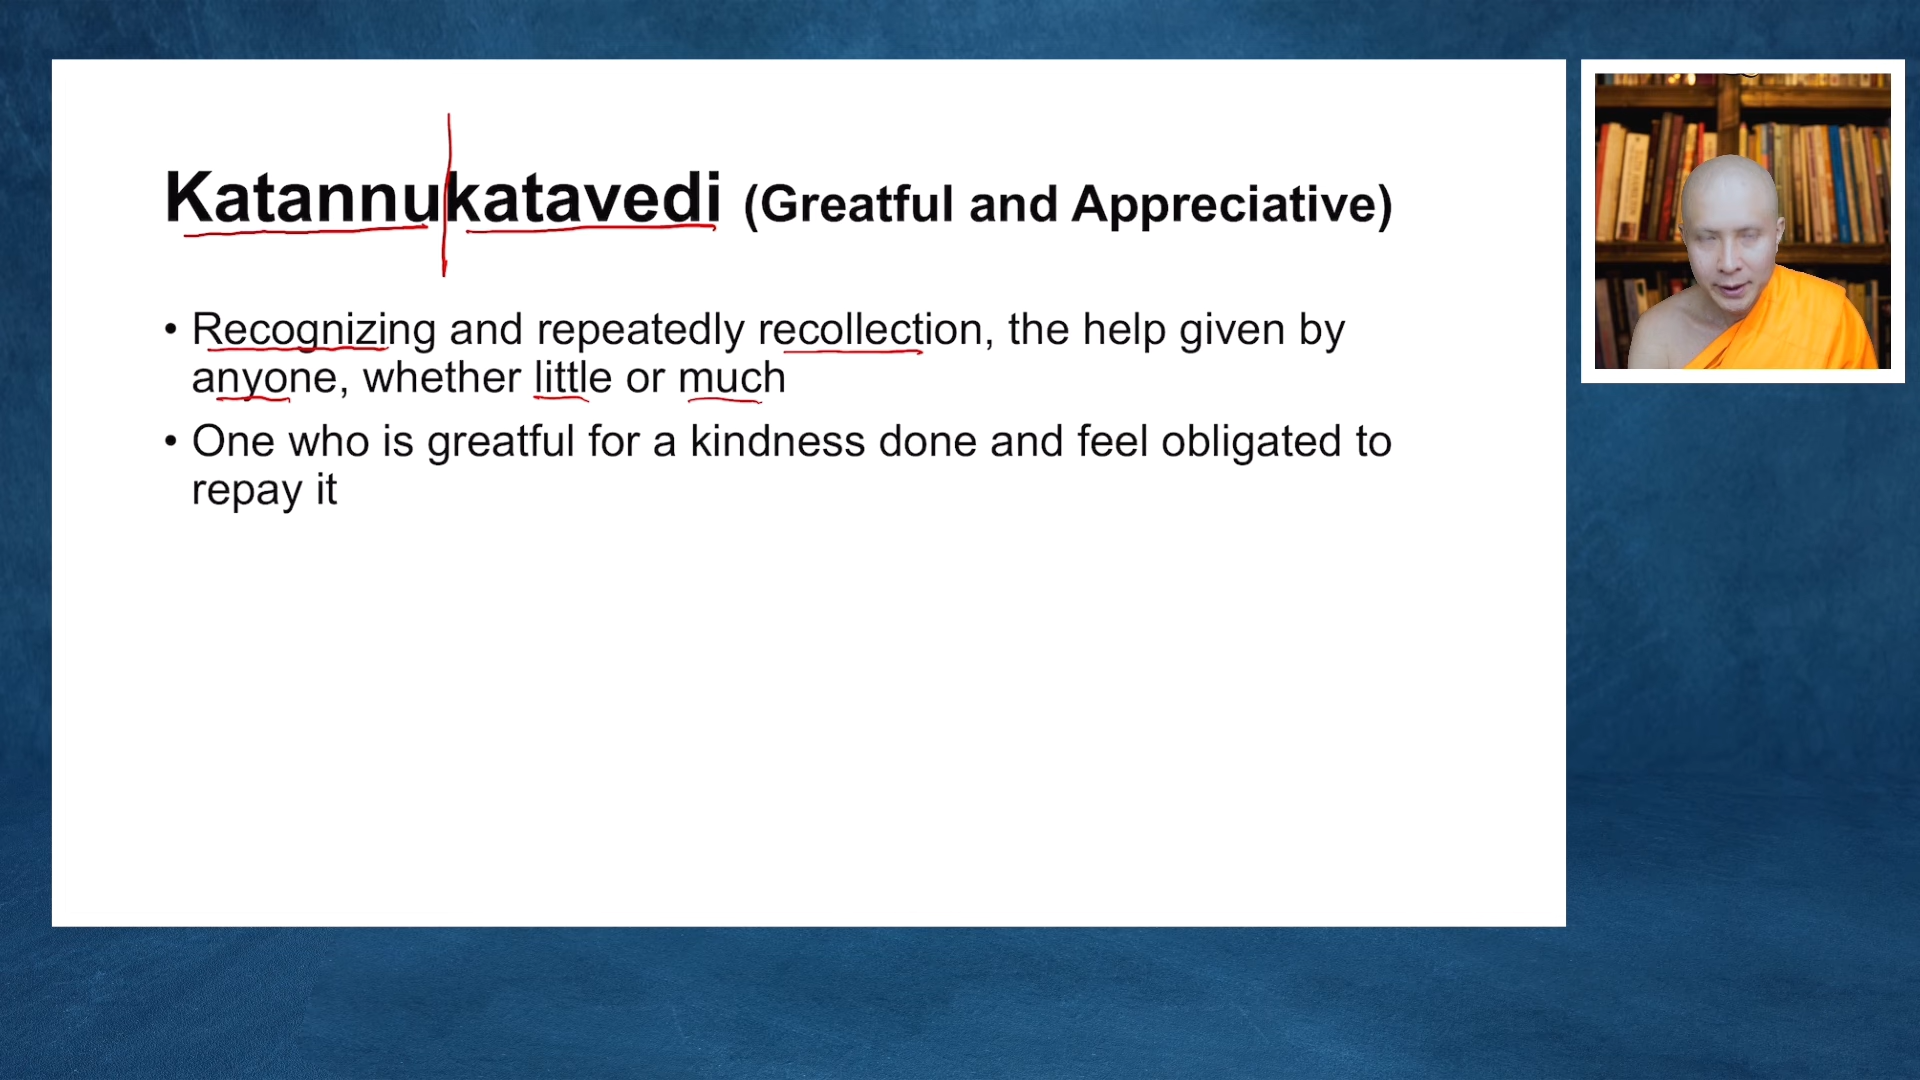 Katannukatavedi (Greatful and Appreciative)
• Recognizing and repeatedly recollection, the help given by
anyone, whether little or much
• One who is greatful for a kindness done and feel obligated to
repay it